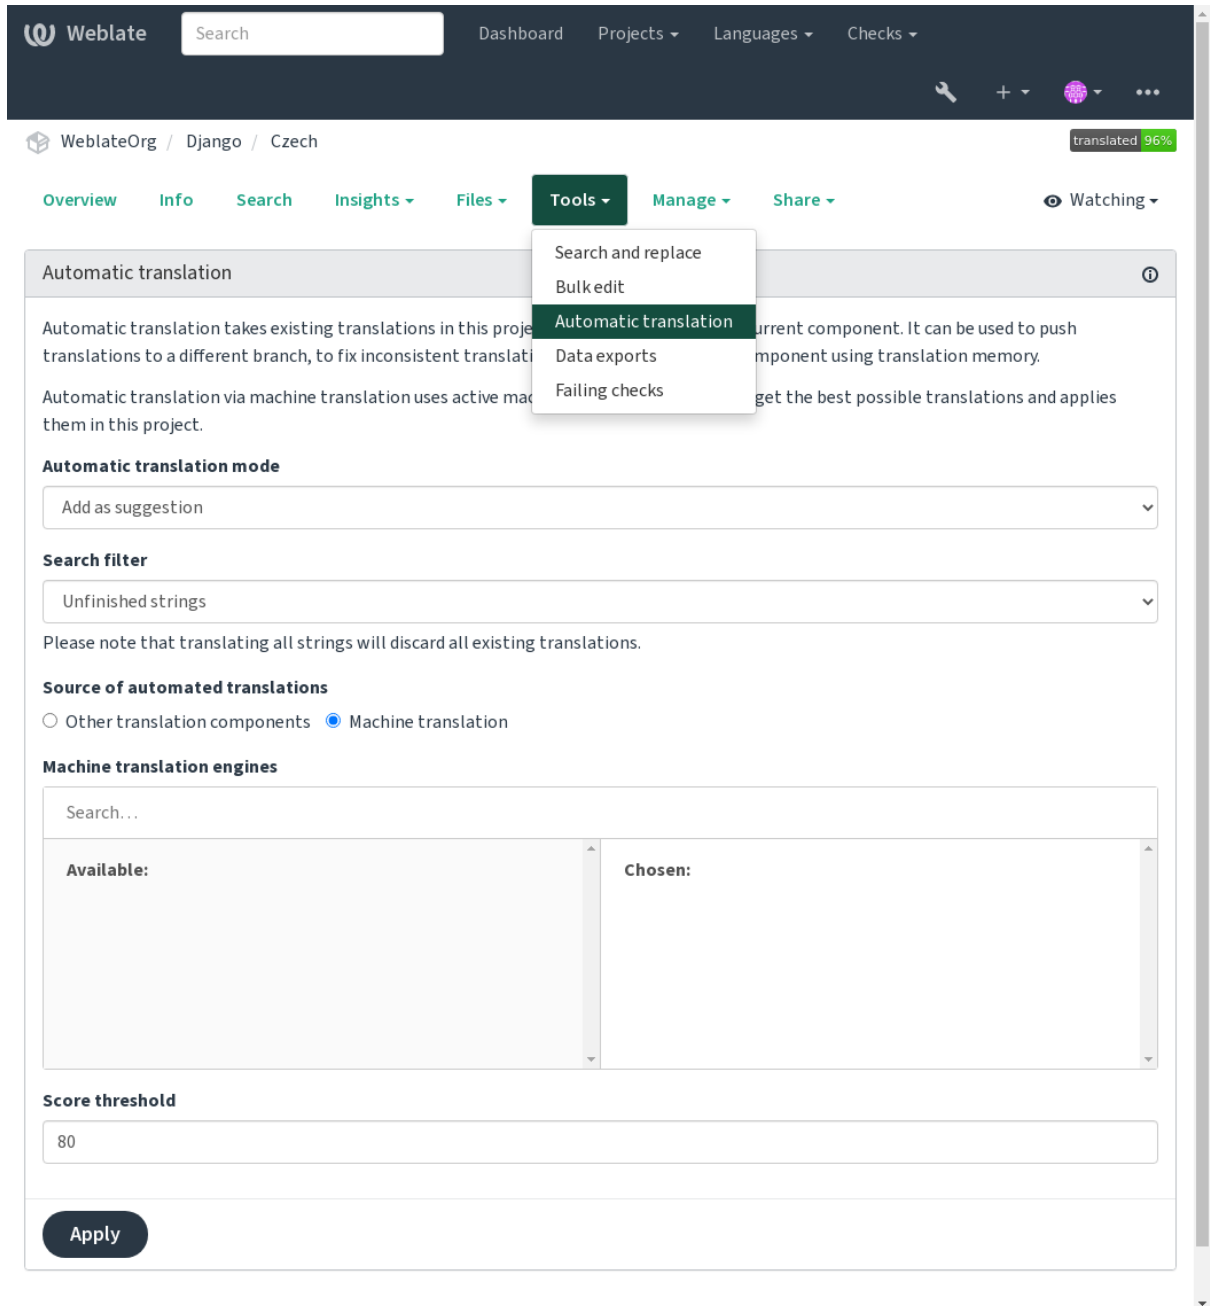 Weblate
Search
Dashboard
Projects
Languages
Checks
WeblateOrg / Django / Czech
translated 96%
Overview
Info
Search
Insights
Files
Tools
Manage
Share
Watching
Search and replace
Bulk edit
Automatic translation
Data exports
Failing checks
Automatic translation
Automatic translation takes existing translations in this proje urrent component. It can be used to push
translations to a different branch, to fix inconsistent translati mponent using translation memory.
Automatic translation via machine translation uses active mac get the best possible translations and applies
them in this project.
Automatic translation mode
Add as suggestion
Search filter
Unfinished strings
Please note that translating all strings will discard all existing translations.
Source of automated translations
Other translation components
Machine translation
Machine translation engines
Search...
Available:
Chosen:
Score threshold
80
Apply